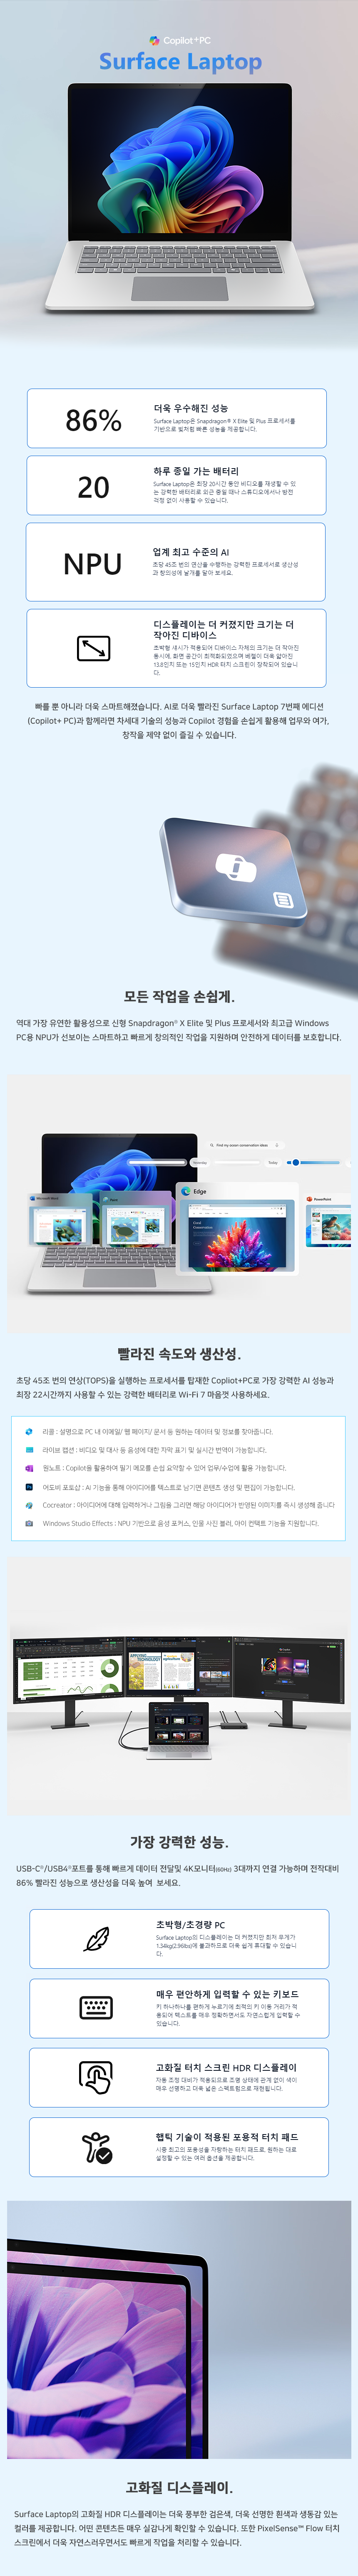 Copilot+PC
Surface Laptop
86%
더욱 우수해진 성능
Surface Laptop은 Snapdragon® X Elite 및 Plus 프로세서를
기반으로 벌처럼 빠른 성능을 제공합니다.
20
하루 종일 가는 배터리
Surface Laptop은 최장 20시간 동안 비디오를 재생할 수 있
는 강력한 배터리로 외근 중일 때나 스튜디오에서나 방전
걱정 없이 사용할 수 있습니다.
NPU
업계 최고 수준의 AI
초당 45조 번의 연산을 수행하는 강력한 프로세서로 생산성
과 창의성에 날개를 달아 보세요.
디스플레이는 더 커졌지만 크기는 더
작아진 디바이스
초박형 섀시가 적용되어 디바이스 자체의 크기는 더 작아진
동시에, 화면 공간이 최적화되었으며 베젤이 더욱 얇아진
13.8인치 또는 15인치 HDR 터치 스크린이 장착되어 있습니
다.
빠를 뿐 아니라 더욱 스마트해졌습니다. AI로 더욱 빨라진 Surface Laptop 7번째 에디션
(Copilot+ PC)과 함께라면 차세대 기술의 성능과 Copilot 경험을 손쉽게 활용해 업무와 여가,
창작을 제약 없이 즐길 수 있습니다.
모든 작업을 손쉽게.
역대 가장 유연한 활용성으로 신형 Snapdragon® X Elite 및 Plus 프로세서와 최고급 Windows
PC용 NPU가 선보이는 스마트하고 빠르게 창의적인 작업을 지원하며 안전하게 데이터를 보호합니다.
Find my ocean conservation ideas
Yesterday
Today
Microsoft Word
Edge
PowerPoint
빨라진 속도와 생산성.
초당 45조 번의 연상(TOPS)을 실행하는 프로세서를 탑재한 Copliot+PC로 가장 강력한 AI 성능과
최장 22시간까지 사용할 수 있는 강력한 배터리로 Wi-Fi 7 마음껏 사용하세요.
리콜 : 설명으로 PC 내 이메일/ 웹 페이지/ 문서 등 원하는 데이터 및 정보를 찾아줍니다.
라이브 캡션 : 비디오 및 대사 등 음성에 대한 자막 표기 및 실시간 번역이 가능합니다.
원노트 : Copilot을 활용하여 필기 메모를 손쉽 요약할 수 있어 업무/수업에 활용 가능합니다.
어도비 포토샵 : AI 기능을 통해 아이디어를 텍스트로 남기면 콘텐츠 생성 및 편집이 가능합니다.
Cocreator : 아이디어에 대해 입력하거나 그림을 그리면 해당 아이디어가 반영된 이미지를 즉시 생성해 줍니다
Windows Studio Effects : NPU 기반으로 음성 포커스, 인물 사진 블러, 아이 컨택트 기능을 지원합니다.
APPLYING
TECHNOLOGY
가장 강력한 성능.
USB-C®/USB4®포트를 통해 빠르게 데이터 전달및 4K모니터(60Hz) 3대까지 연결 가능하며 전작대비
86% 빨라진 성능으로 생산성을 더욱 높여 보세요.
초박형/초경량 PC
Surface Laptop의 디스플레이는 더 커졌지만 최저 무게가
1.34kg(2.96lbs)에 불과하므로 더욱 쉽게 휴대할 수 있습니
다.
매우 편안하게 입력할 수 있는 키보드
키 하나하나를 편하게 누르기에 최적의 키 이동 거리가 적
용되어 텍스트를 매우 정확하면서도 자연스럽게 입력할 수
있습니다.
고화질 터치 스크린 HDR 디스플레이
자동 조정 대비가 적용되므로 조명 상태에 관계 없이 색이
매우 선명하고 더욱 넓은 스펙트럼으로 재현됩니다.
햅틱 기술이 적용된 포용적 터치 패드
시중 최고의 포용성을 자랑하는 터치 패드로, 원하는 대로
설정할 수 있는 여러 옵션을 제공합니다.
고화질 디스플레이.
Surface Laptop의 고화질 HDR 디스플레이는 더욱 풍부한 검은색, 더욱 선명한 흰색과 생동감 있는
컬러를 제공합니다. 어떤 콘텐츠든 매우 실감나게 확인할 수 있습니다. 또한 PixelSense™ Flow 터치
스크린에서 더욱 자연스러우면서도 빠르게 작업을 처리할 수 있습니다.